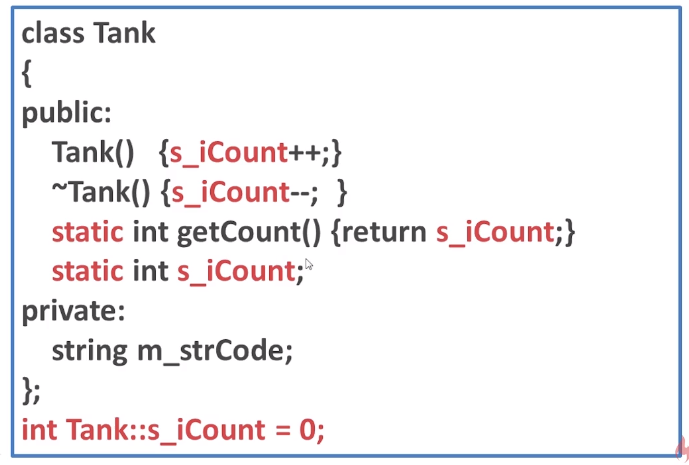 class Tank
{
public:
Tank() {s_iCount++;}
~Tank() {s_iCount--; }
static int getCount() {return s_iCount;}
static int s_iCount;
private:
string m_strCode;
};
int Tank::s_iCount = 0;